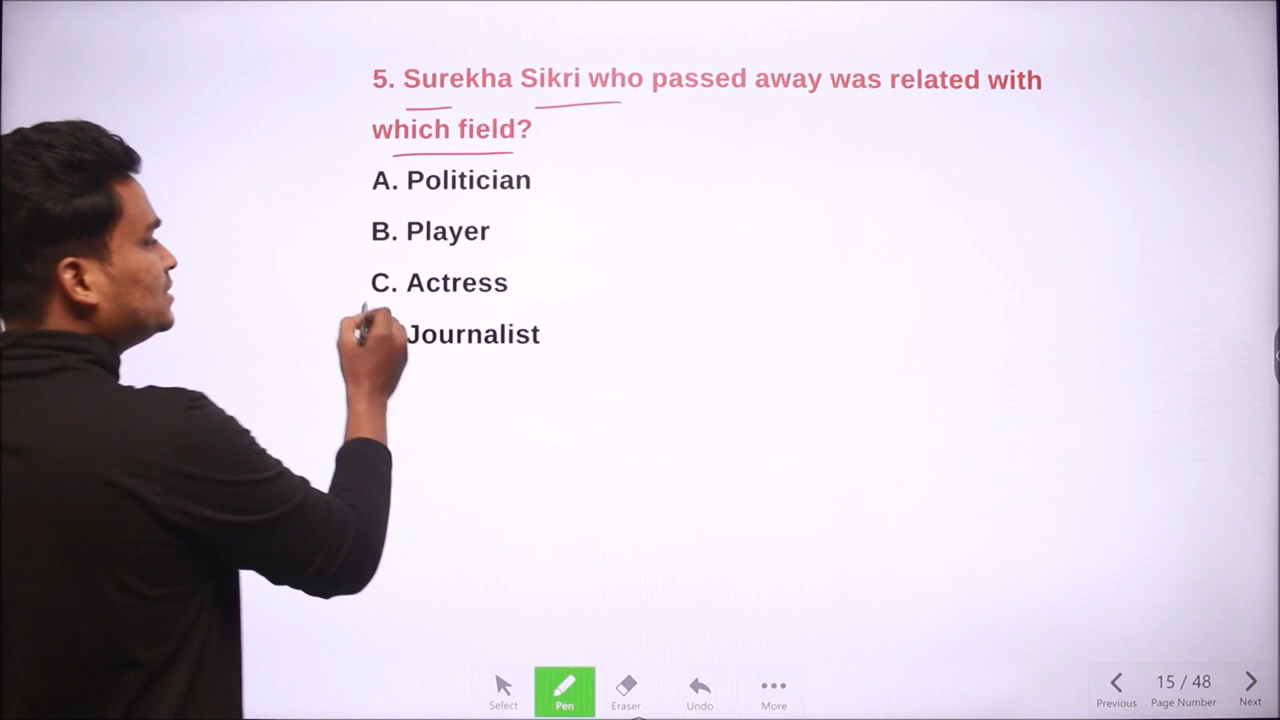 5. Surekha Sikri who passed away was related with
which field?
A. Politician
B. Player
C. Actress
Journalist
Select
Pen
Eraser
Undo
More
Previous
15 / 48
Page Number
Next